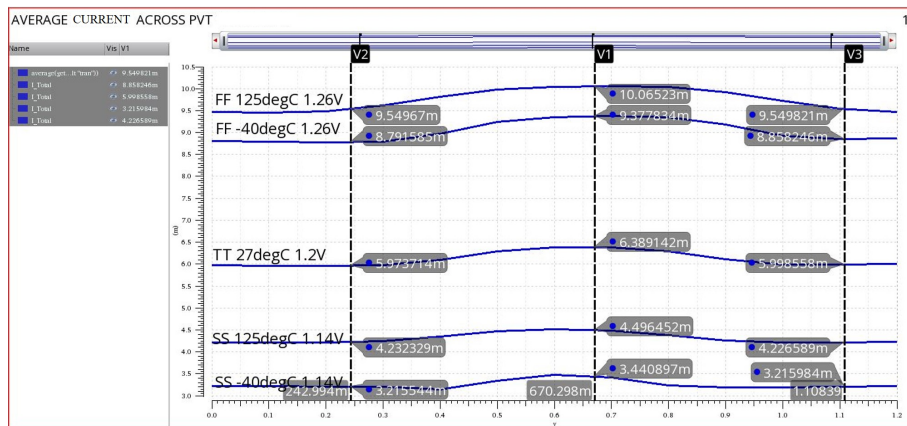 AVERAGE CURRENT ACROSS PVT
1
Name Vis V1
average(get...lt "tran")) 9.549821m
I_Total 8.858246m
I_Total 5.998558m
I_Total 3.215984m
I_Total 4.226589m
V2 V1 V3
10.5
10.0
9.5
9.0
8.5
8.0
7.5
7.0
6.5
6.0
5.5
5.0
4.5
4.0
3.5
3.0
(m)
FF 125degC 1.26V
9.54967m
10.06523m
9.549821m
FF -40degC 1.26V
8.791585m
9.377834m
8.858246m
TT 27degC 1.2V
5.973714m
6.389142m
5.998558m
SS 125degC 1.14V
4.232329m
4.496452m
4.226589m
SS -40degC 1.14V
3.215544m
3.440897m
3.215984m
242.994m
670.298m
1.10839
0.0 0.1 0.2 0.3 0.4 0.5 0.6 0.7 0.8 0.9 1.0 1.1 1.2